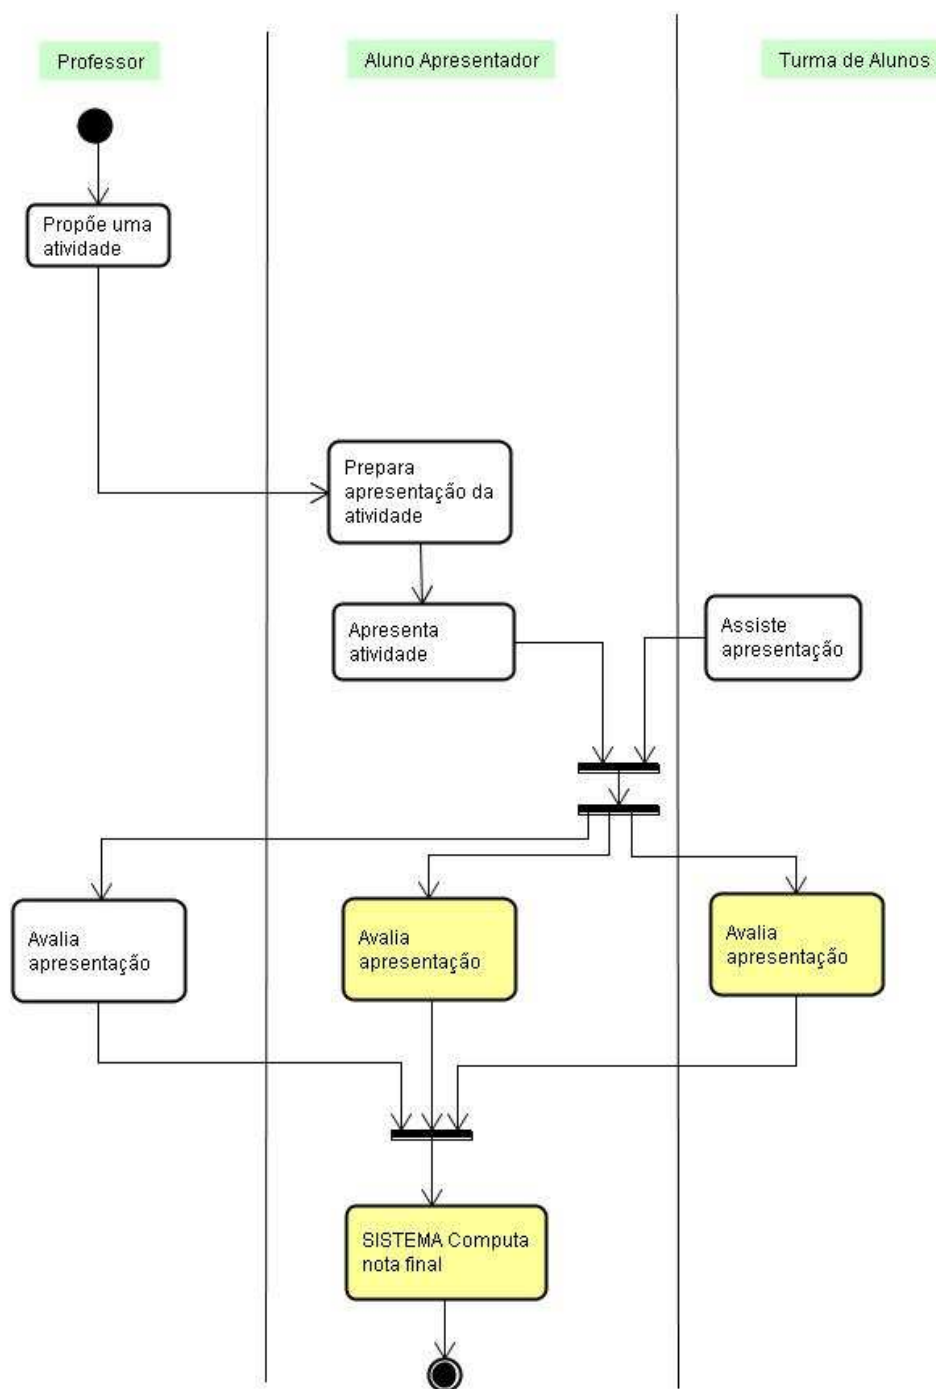 Professor
Aluno Apresentador
Turma de Alunos
Propõe uma
atividade
Prepara
apresentação da
atividade
Apresenta
atividade
Assiste
apresentação
Avalia
apresentação
Avalia
apresentação
Avalia
apresentação
SISTEMA Computa
nota final